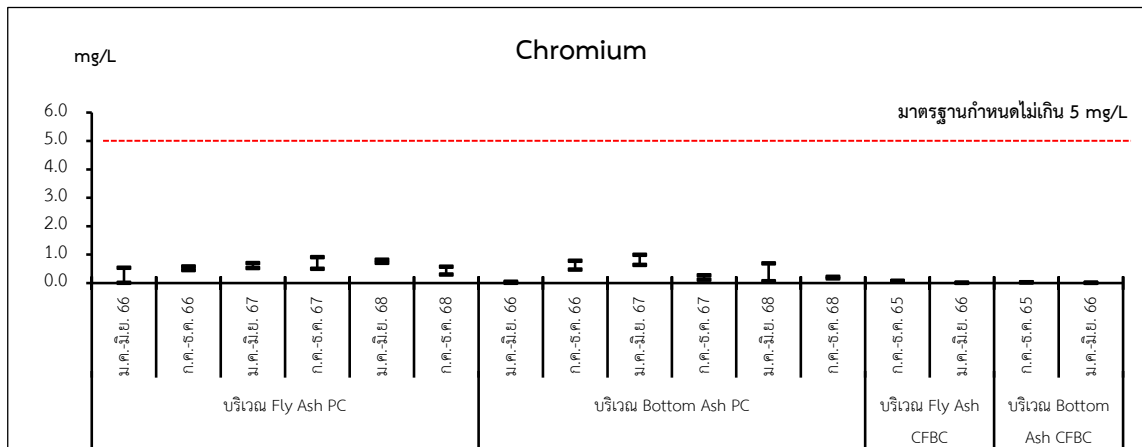 Chromium
mg/L
มาตรฐานกำหนดไม่เกิน 5 mg/L
6.0
5.0
4.0
3.0
2.0
1.0
0.0
ม.ค.-มิ.ย. 66
ก.ค.-ธ.ค. 66
ม.ค.-มิ.ย. 67
ก.ค.-ธ.ค. 67
ม.ค.-มิ.ย. 68
ก.ค.-ธ.ค. 68
ม.ค.-มิ.ย. 66
ก.ค.-ธ.ค. 66
ม.ค.-มิ.ย. 67
ก.ค.-ธ.ค. 67
ม.ค.-มิ.ย. 68
ก.ค.-ธ.ค. 68
ก.ค.-ธ.ค. 65
ม.ค.-มิ.ย. 66
ก.ค.-ธ.ค. 65
ม.ค.-มิ.ย. 66
บริเวณ Fly Ash PC
บริเวณ Bottom Ash PC
บริเวณ Fly Ash
CFBC
บริเวณ Bottom
Ash CFBC